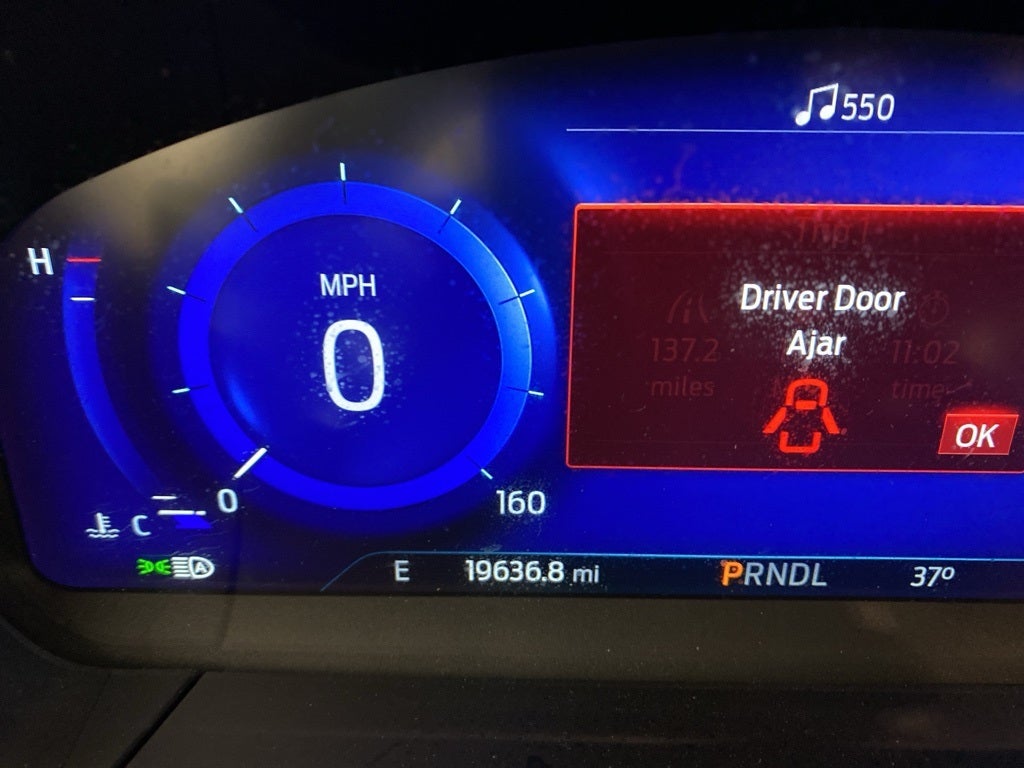 550
H
MPH
Trip 1
Driver Door
Ajar
0
137.2
miles
11:02
time
OK
0
160
C
A
E
19636.8 mi
PRNDL
37º